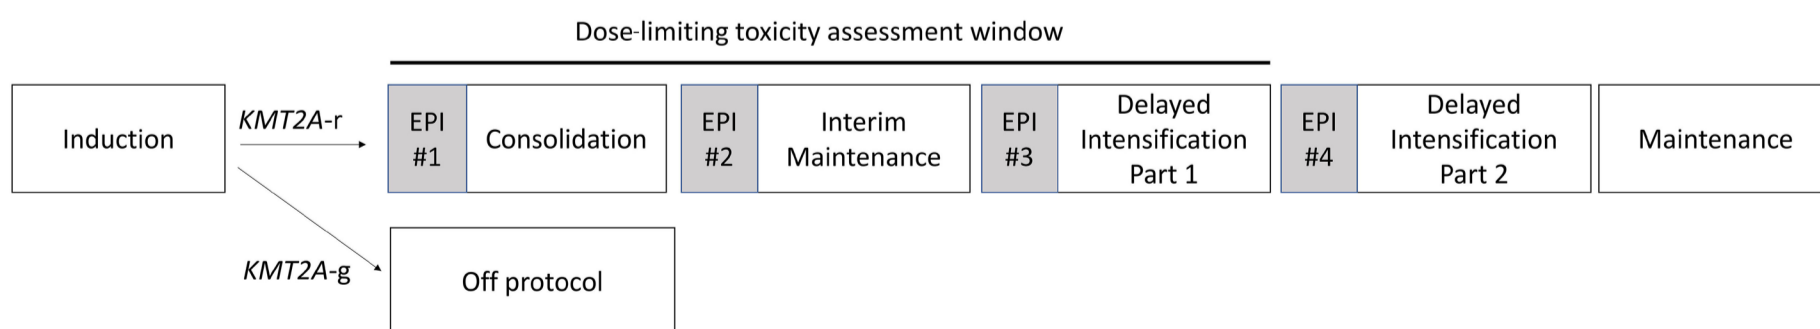 Dose-limiting toxicity assessment window
Induction
KMT2A-r
EPI
#1
Consolidation
EPI
#2
Interim
Maintenance
EPI
#3
Delayed
Intensification
Part 1
EPI
#4
Delayed
Intensification
Part 2
Maintenance
KMT2A-g
Off protocol